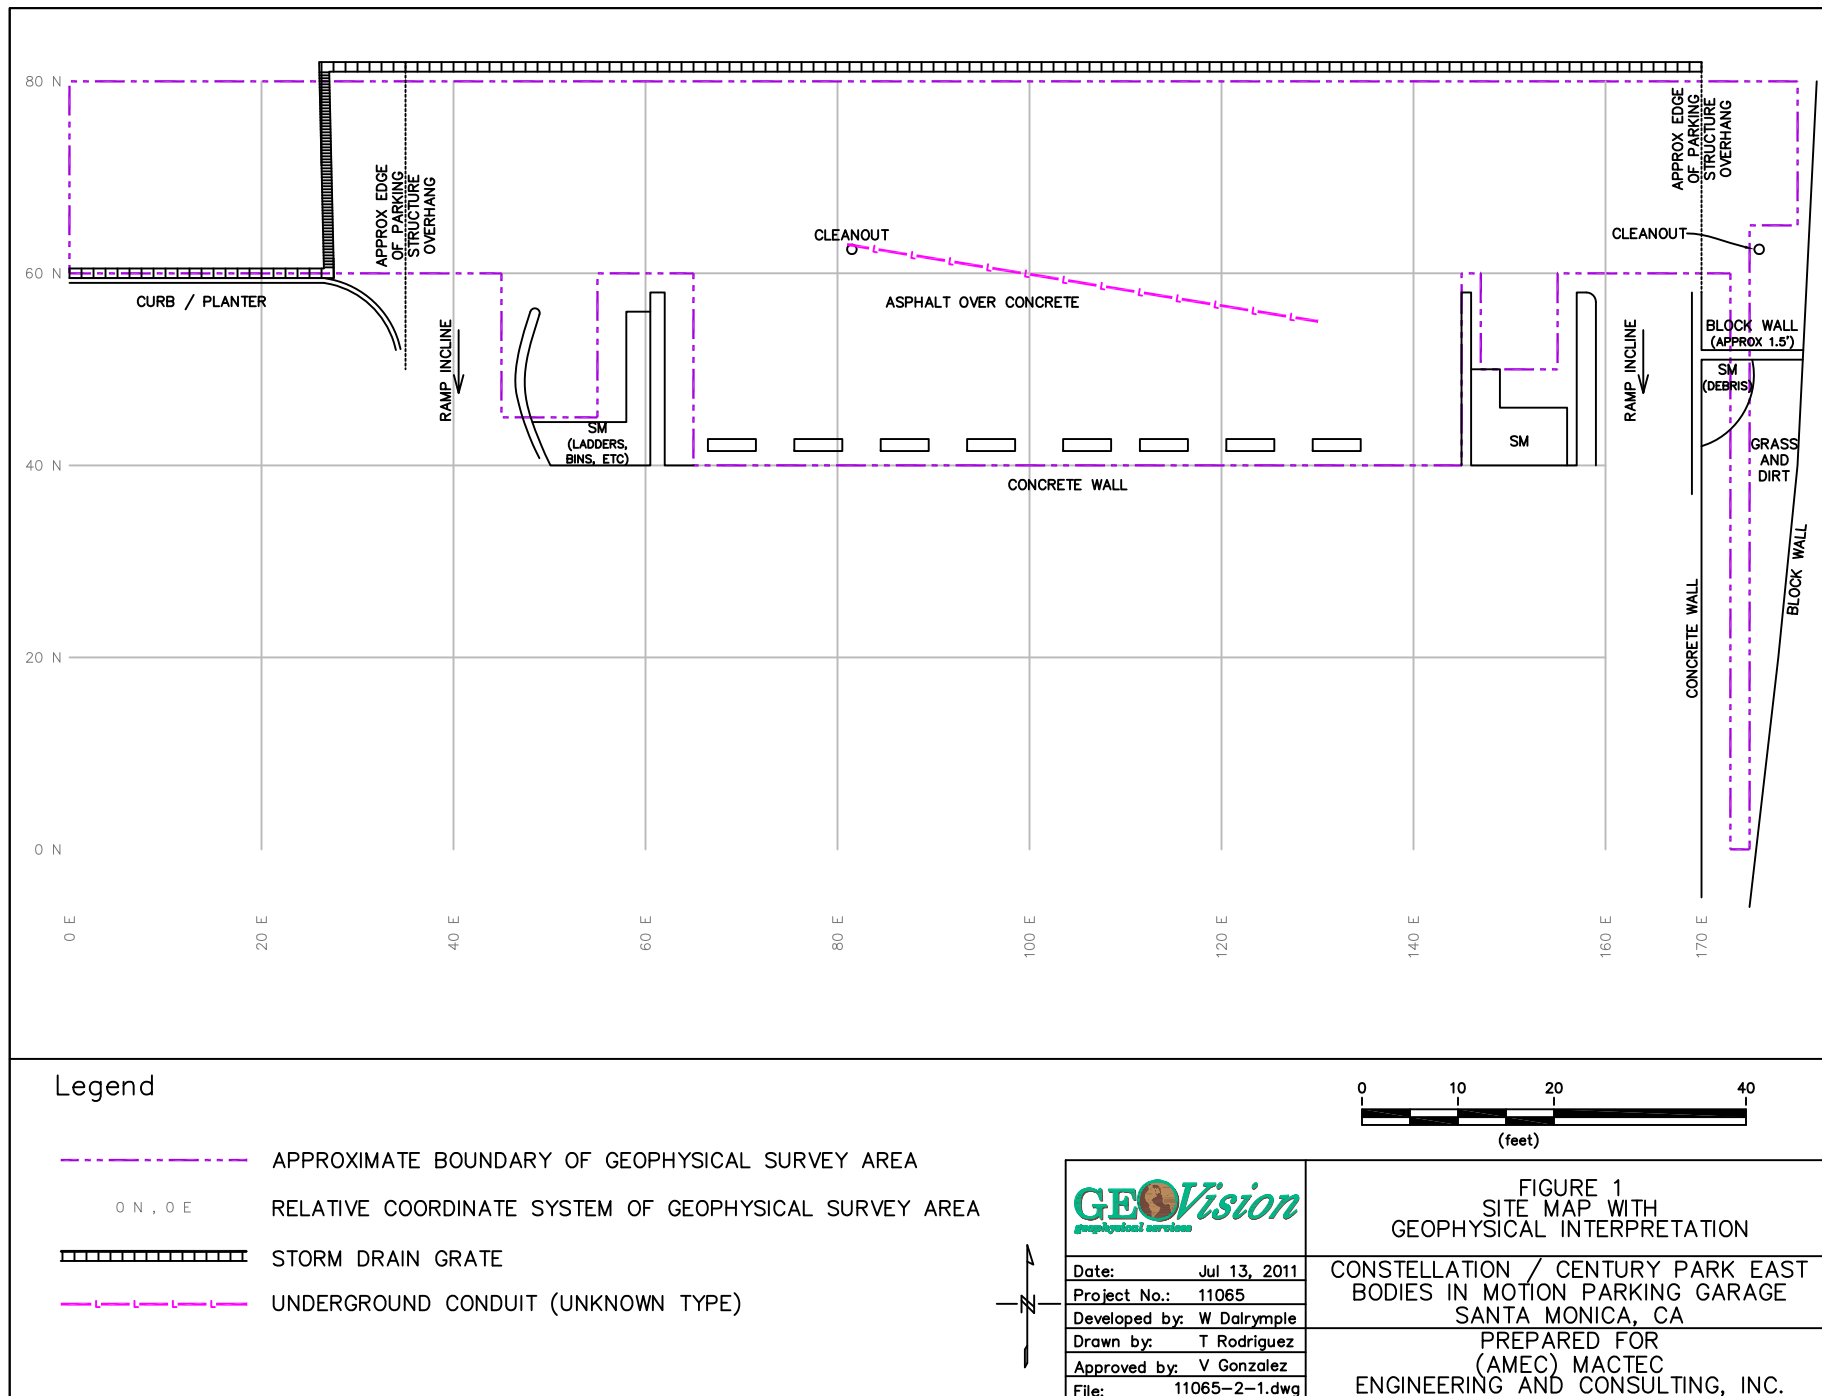 80 N
60 N
40 N
20 N
0 N
0 E
20 E
40 E
60 E
80 E
100 E
120 E
140 E
160 E
170 E
APPROX EDGE
OF PARKING
STRUCTURE
OVERHANG
CURB / PLANTER
RAMP INCLINE
SM
(LADDERS,
BINS, ETC)
CLEANOUT
ASPHALT OVER CONCRETE
CONCRETE WALL
SM
APPROX EDGE
OF PARKING
STRUCTURE
OVERHANG
CLEANOUT
RAMP INCLINE
BLOCK WALL
(APPROX 1.5')
SM
(DEBRIS)
GRASS
AND
DIRT
BLOCK WALL
CONCRETE WALL
Legend
APPROXIMATE BOUNDARY OF GEOPHYSICAL SURVEY AREA
0 N , 0 E
RELATIVE COORDINATE SYSTEM OF GEOPHYSICAL SURVEY AREA
STORM DRAIN GRATE
L L L L
UNDERGROUND CONDUIT (UNKNOWN TYPE)
N
0 10 20 40
(feet)
GEOVision
geophysical services
Date: Jul 13, 2011
Project No.: 11065
Developed by: W Dalrymple
Drawn by: T Rodriguez
Approved by: V Gonzalez
File: 11065-2-1.dwg
FIGURE 1
SITE MAP WITH
GEOPHYSICAL INTERPRETATION
CONSTELLATION / CENTURY PARK EAST
BODIES IN MOTION PARKING GARAGE
SANTA MONICA, CA
PREPARED FOR
(AMEC) MACTEC
ENGINEERING AND CONSULTING, INC.